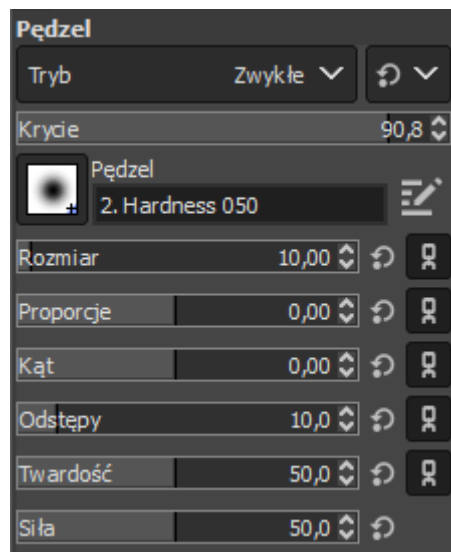 Pędzel
Tryb Zwykłe
Krycie 90,8
Pędzel
2. Hardness 050
Rozmiar 10,00
Proporcje 0,00
Kąt 0,00
Odstępy 10,0
Twardość 50,0
Siła 50,0